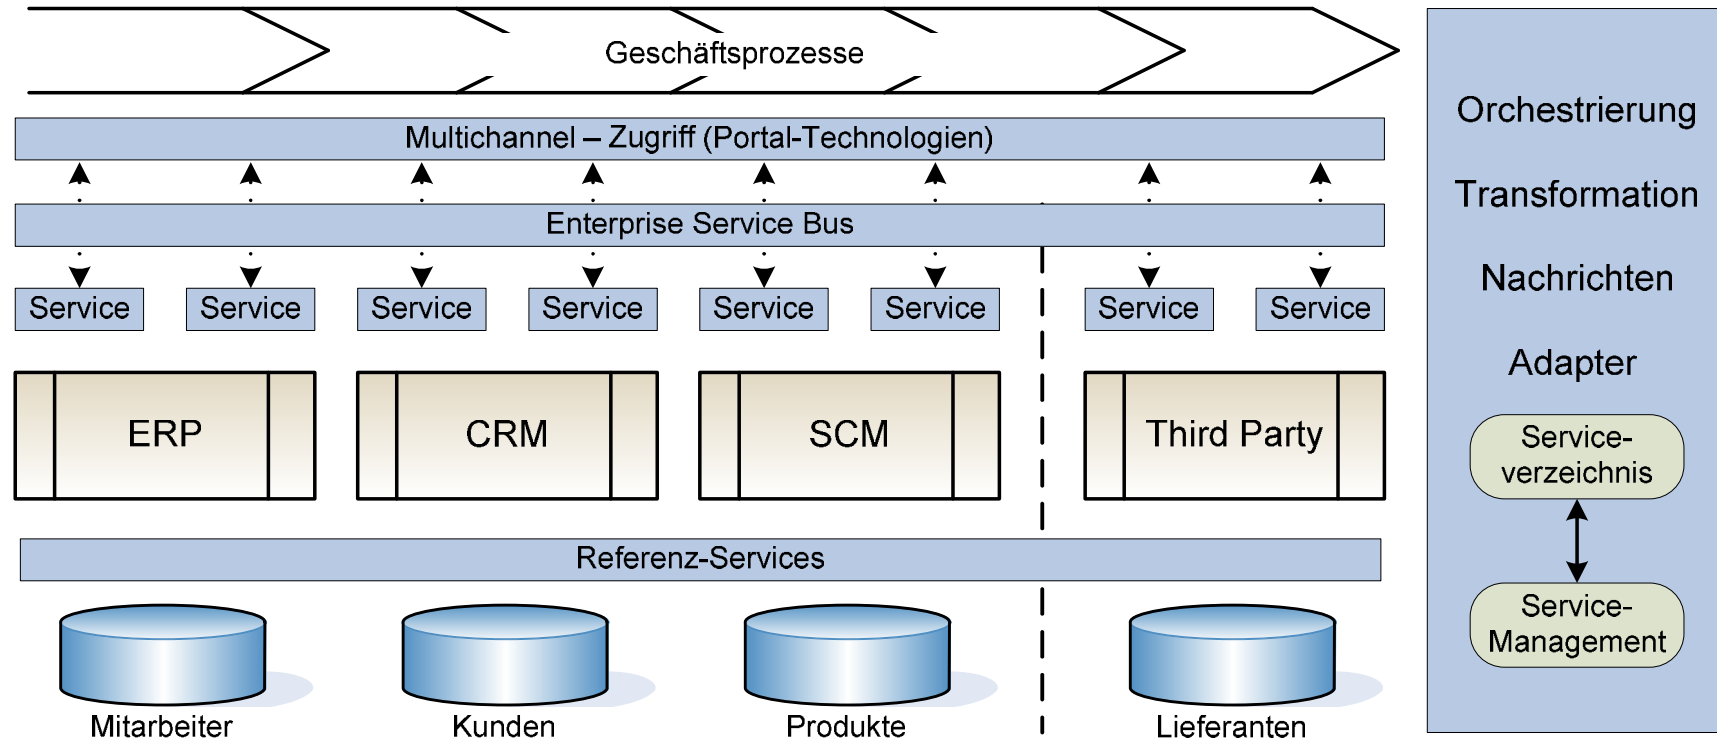 Geschäftsprozesse
Multichannel – Zugriff (Portal-Technologien)
Enterprise Service Bus
Service Service Service Service Service Service Service Service
ERP CRM SCM Third Party
Referenz-Services
Mitarbeiter Kunden Produkte Lieferanten
Orchestrierung
Transformation
Nachrichten
Adapter
Service-
verzeichnis
Service-
Management